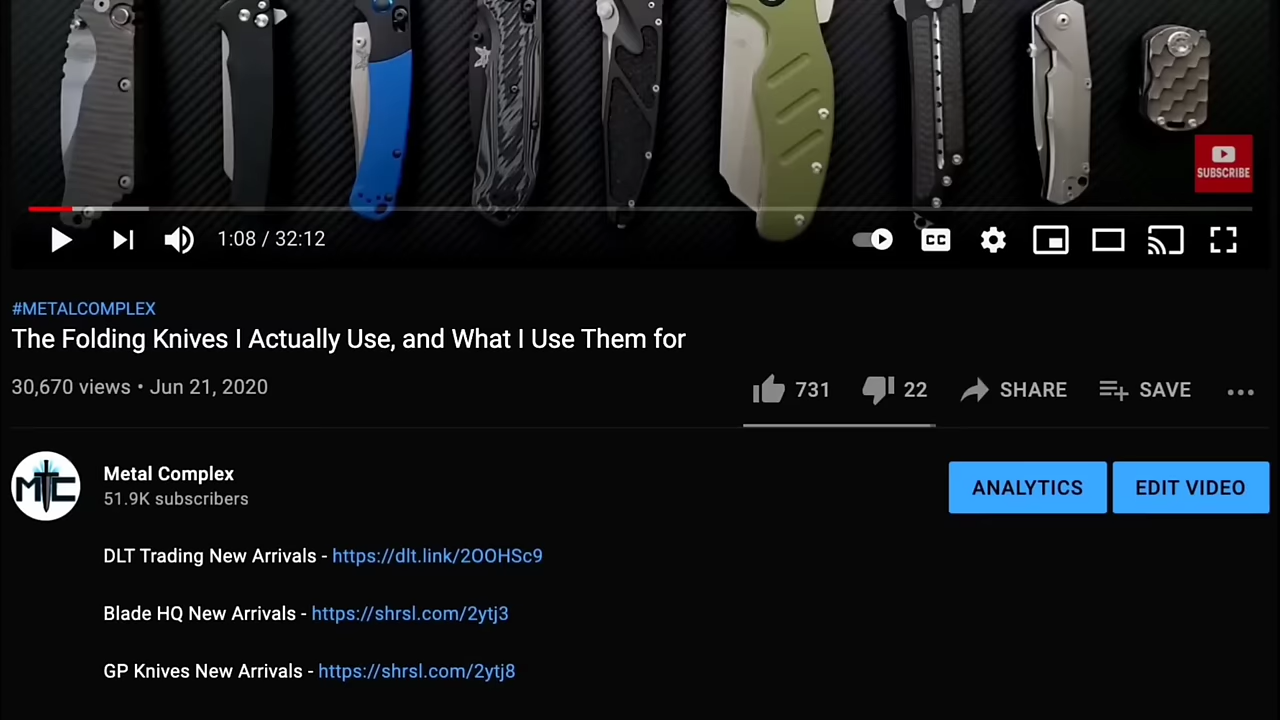 SUBSCRIBE
1:08 / 32:12
CC
#METALCOMPLEX
The Folding Knives I Actually Use, and What I Use Them for
30,670 views • Jun 21, 2020
731 22 SHARE SAVE
MTC
Metal Complex
51.9K subscribers
ANALYTICS EDIT VIDEO
DLT Trading New Arrivals - https://dlt.link/2OOHSc9
Blade HQ New Arrivals - https://shrsl.com/2ytj3
GP Knives New Arrivals - https://shrsl.com/2ytj8